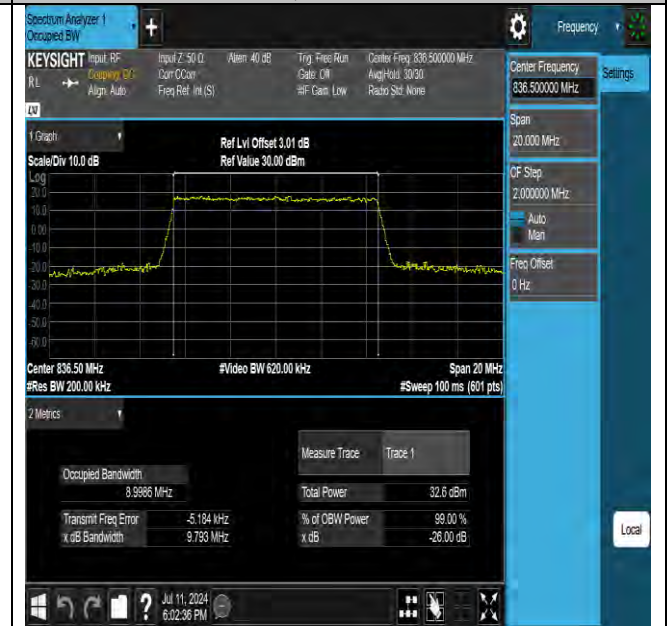 Spectrum Analyzer 1
Occupied BW
+
Frequency
KEYSIGHT
RL
LXI
Input: RF
Coupling: DC
Align: Auto
Input Z: 50 Ω
Corr CCorr
Freq Ref: Int (S)
Atten: 40 dB
Trig: Free Run
Gate: Off
#IF Gain: Low
Center Freq: 836.500000 MHz
Avg|Hold: 30/30
Radio Std: None
Center Frequency
836.500000 MHz
Settings
Span
20.000 MHz
CF Step
2.000000 MHz
Auto
Man
Freq Offset
0 Hz
Local
1 Graph
Scale/Div 10.0 dB
Ref Lvl Offset 3.01 dB
Ref Value 30.00 dBm
Log
20.0
10.0
0.00
-10.0
-20.0
-30.0
-40.0
-50.0
-60.0
Center 836.50 MHz
#Video BW 620.00 kHz
Span 20 MHz
#Res BW 200.00 kHz
#Sweep 100 ms (601 pts)
2 Metrics
Measure Trace Trace 1
Occupied Bandwidth
8.9986 MHz
Total Power 32.6 dBm
Transmit Freq Error -5.184 kHz
% of OBW Power 99.00 %
x dB Bandwidth 9.793 MHz
x dB -26.00 dB
?
Jul 11, 2024
6:02:36 PM